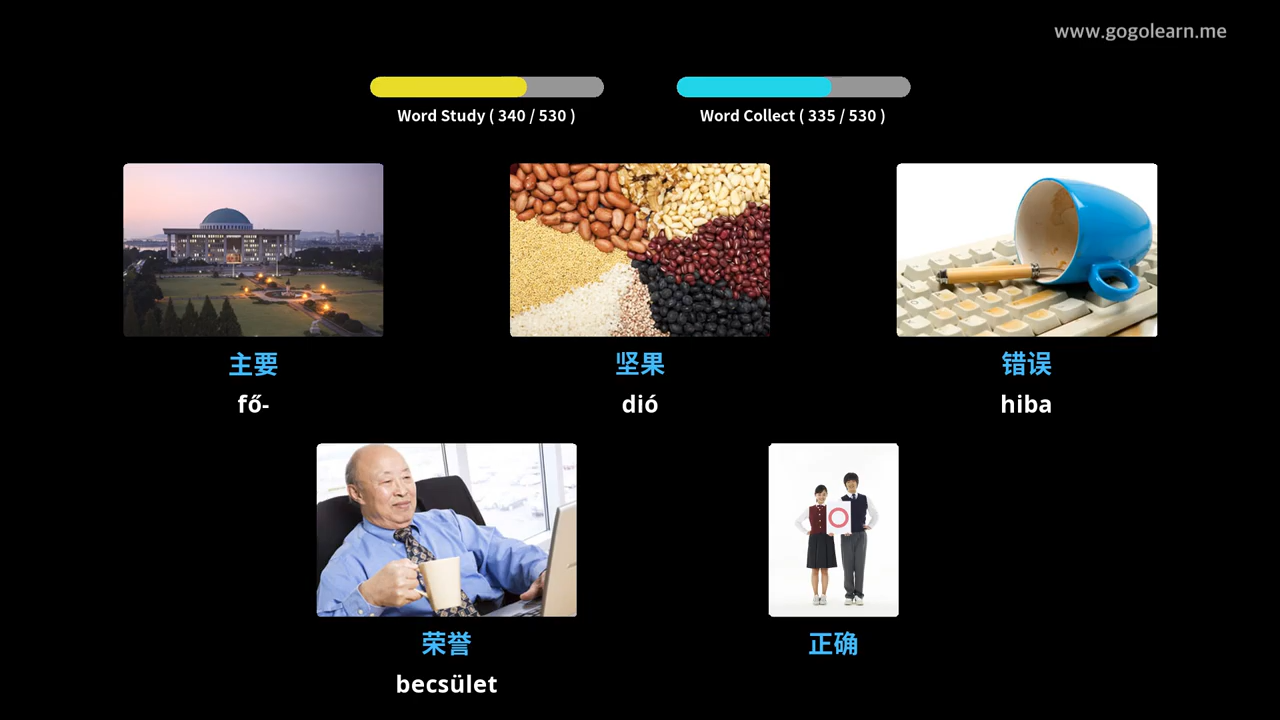 www.gogolearn.me
Word Study ( 340 / 530 )
Word Collect ( 335 / 530 )
主要
fő-
坚果
dió
错误
hiba
荣誉
becsület
正确